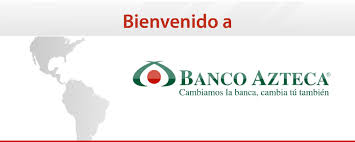 Bienvenido a
BANCO AZTECA®
Cambiamos la banca, cambia tú también